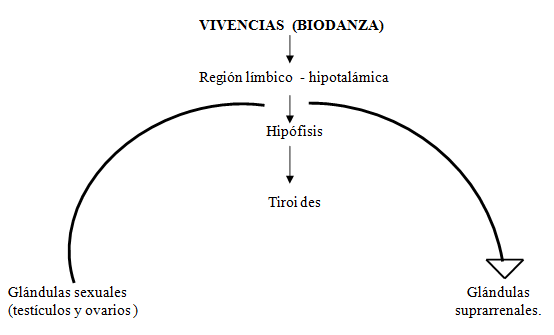 VIVENCIAS (BIODANZA)
Región límbico - hipotalámica
Hipófisis
Tiroi des
Glándulas sexuales
(testículos y ovarios )
Glándulas
suprarrenales.